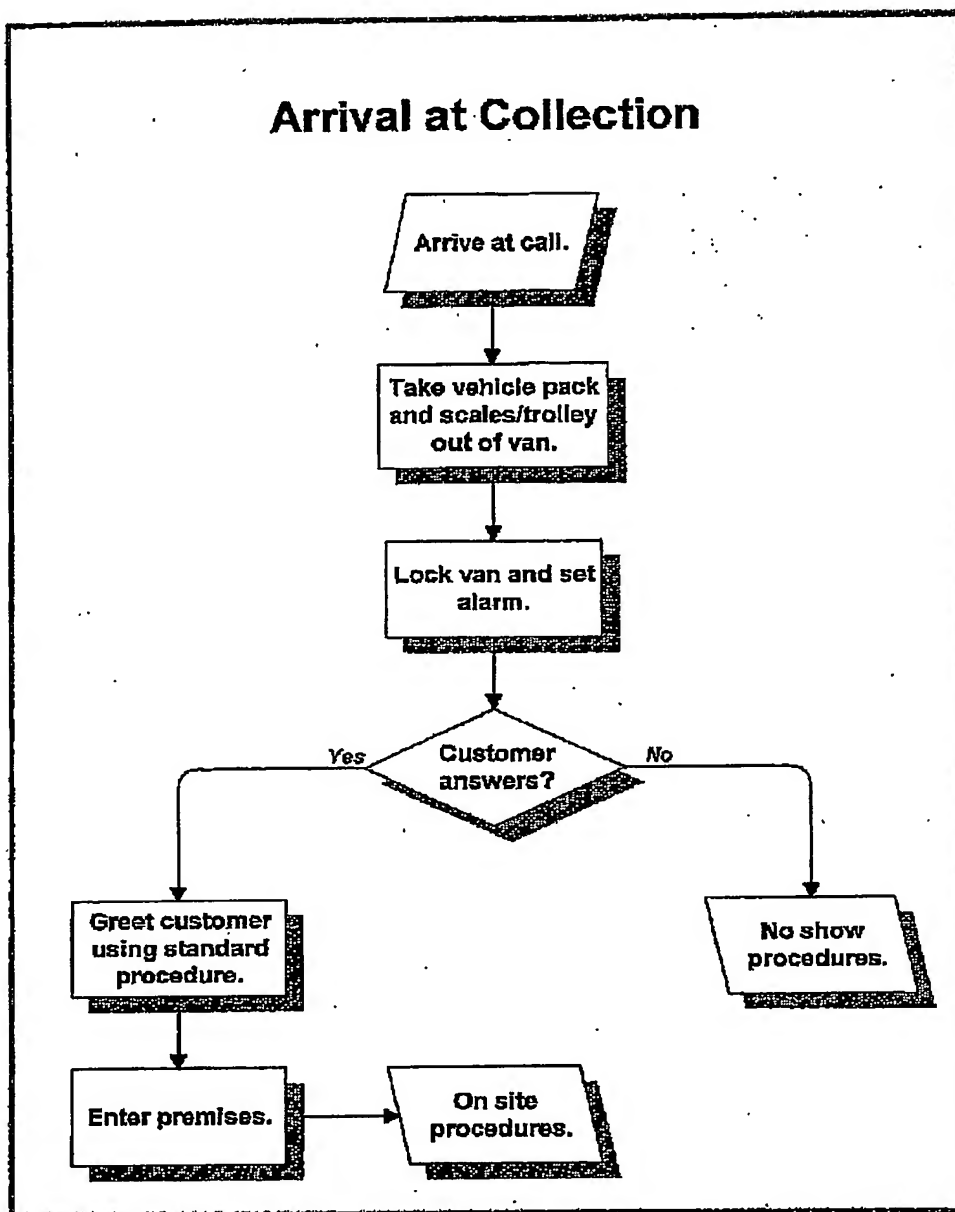 Arrival at Collection
Arrive at call.
Take vehicle pack
and scales/trolley
out of van.
Lock van and set
alarm.
Customer
answers?
Yes
No
Greet customer
using standard
procedure.
No show
procedures.
Enter premises.
On site
procedures.